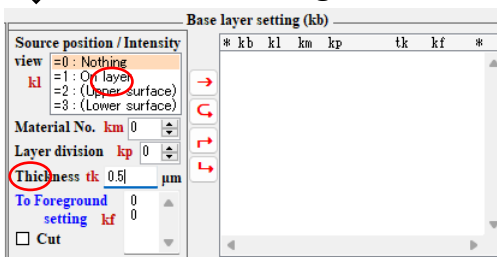 Base layer setting (kb)
Source position / Intensity
view
kl
=0 : Nothing
=1 : On layer
=2 : (Upper surface)
=3 : (Lower surface)
Material No. km 0
Layer division kp 0
Thickness tk 0.5 μm
To Foreground 0
setting kf 0
Cut
* kb kl km kp tk kf *